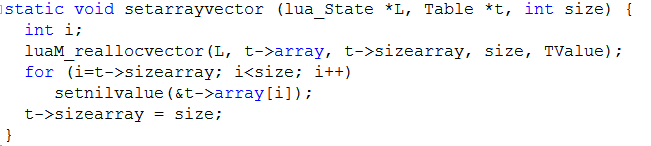 static void setarrayvector (lua_State *L, Table *t, int size) {
  int i;
  luaM_reallocvector(L, t->array, t->sizearray, size, TValue);
  for (i=t->sizearray; i<size; i++)
     setnilvalue(&t->array[i]);
  t->sizearray = size;
}